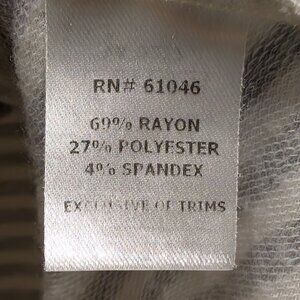 RN# 61046
69% RAYON
27% POLYESTER
4% SPANDEX
EXCLUSIVE OF TRIMS